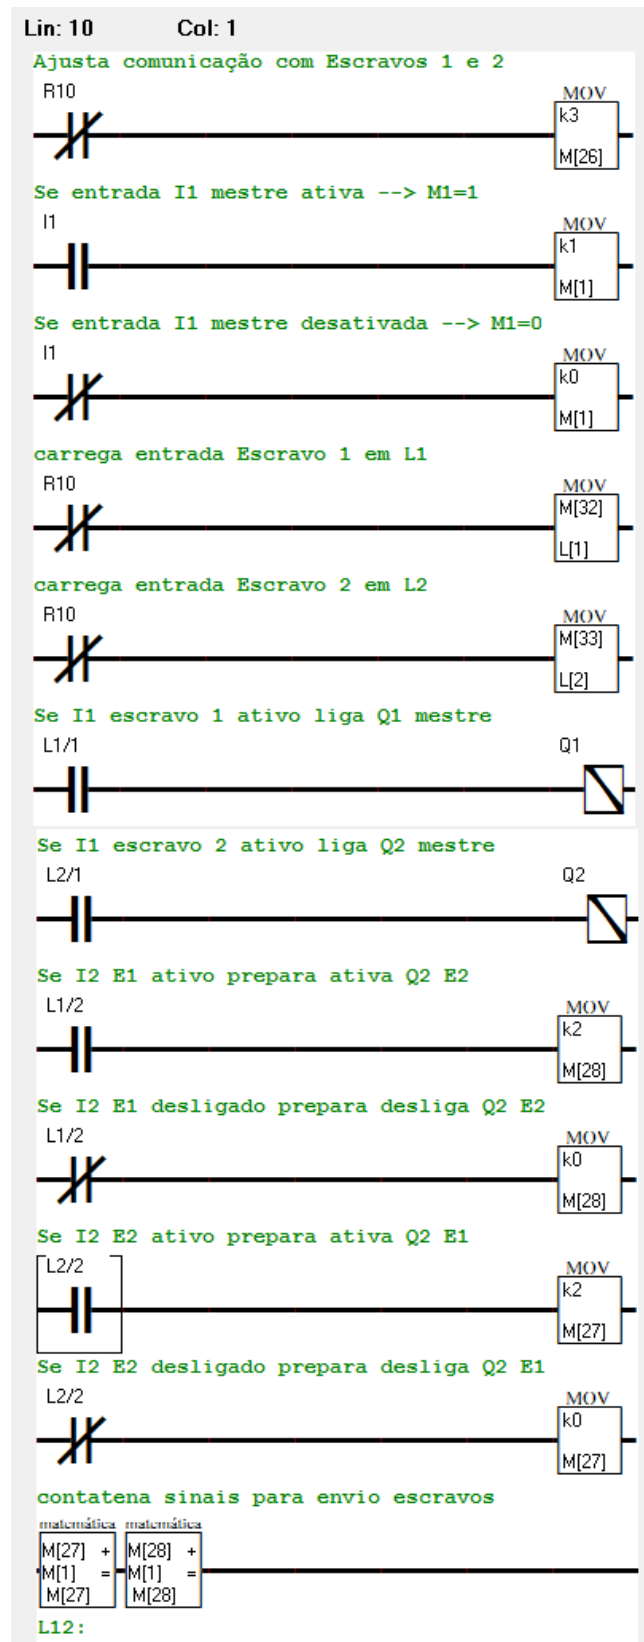 Lin: 10 Col: 1
Ajusta comunicação com Escravos 1 e 2
R10 MOV
k3
M[26]
Se entrada I1 mestre ativa --> M1=1
I1 MOV
k1
M[1]
Se entrada I1 mestre desativada --> M1=0
I1 MOV
k0
M[1]
carrega entrada Escravo 1 em L1
R10 MOV
M[32]
L[1]
carrega entrada Escravo 2 em L2
R10 MOV
M[33]
L[2]
Se I1 escravo 1 ativo liga Q1 mestre
L1/1 Q1
Se I1 escravo 2 ativo liga Q2 mestre
L2/1 Q2
Se I2 E1 ativo prepara ativa Q2 E2
L1/2 MOV
k2
M[28]
Se I2 E1 desligado prepara desliga Q2 E2
L1/2 MOV
k0
M[28]
Se I2 E2 ativo prepara ativa Q2 E1
L2/2 MOV
k2
M[27]
Se I2 E2 desligado prepara desliga Q2 E1
L2/2 MOV
k0
M[27]
contatena sinais para envio escravos
matemática matemática
M[27] + M[28] +
M[1] = M[1] =
M[27] M[28]
L12: